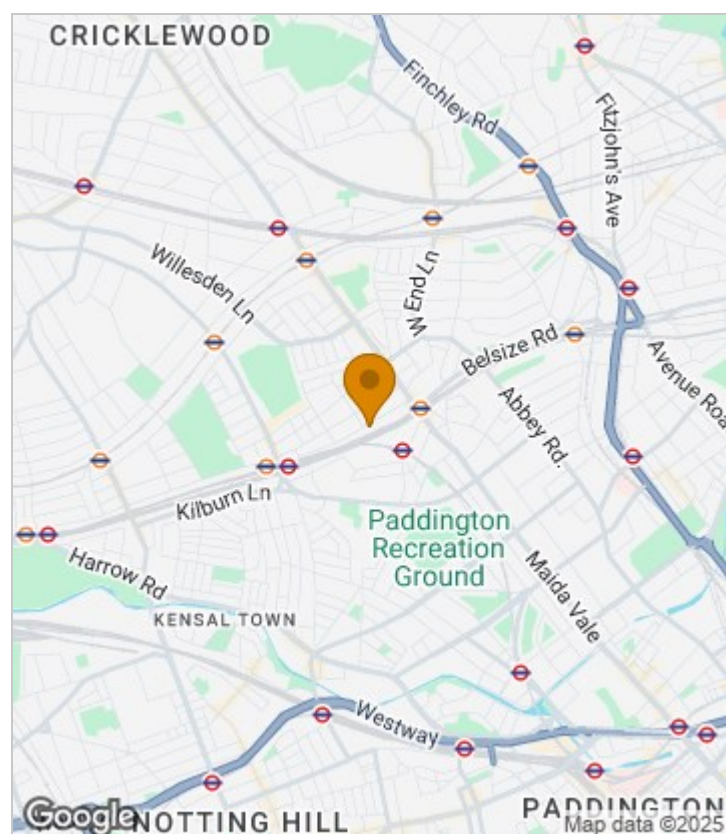 CRICKLEWOOD
Finchley Rd
Fitzjohn's Ave
Willesden Ln
W End Ln
Belsize Rd
Avenue Roa
Abbey Rd.
Kilburn Ln
Paddington
Recreation
Ground
Harrow Rd
Maida Vale
KENSAL TOWN
Westway
Google
NOTTING HILL
PADDINGTON
Map data ©2025